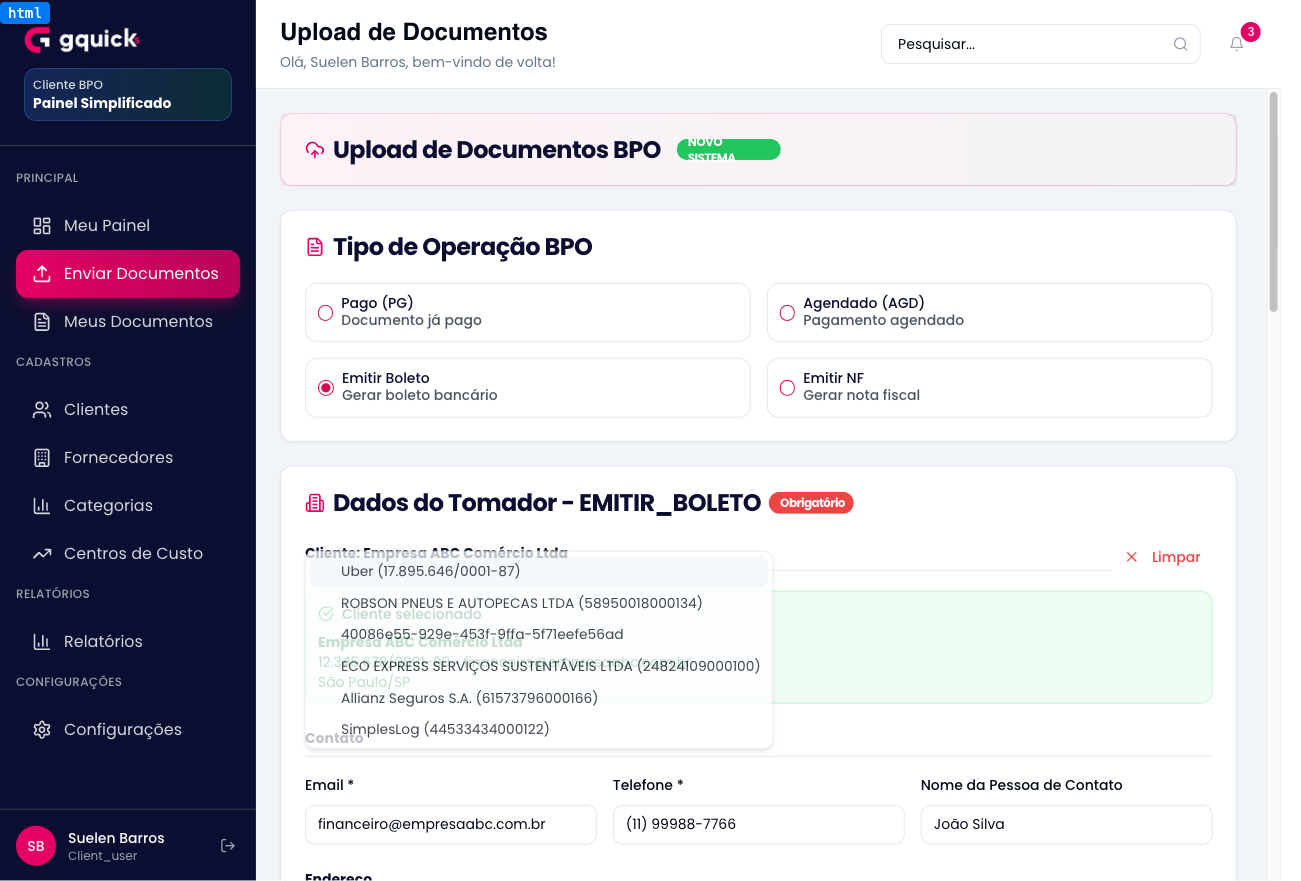 html
gquick
Cliente BPO
Painel Simplificado
PRINCIPAL
Meu Painel
Enviar Documentos
Meus Documentos
CADASTROS
Clientes
Fornecedores
Categorias
Centros de Custo
RELATÓRIOS
Relatórios
CONFIGURAÇÕES
Configurações
SB
Suelen Barros
Client_user
Upload de Documentos
Olá, Suelen Barros, bem-vindo de volta!
Pesquisar...
3
Upload de Documentos BPO
NOVO
SISTEMA
Tipo de Operação BPO
Pago (PG)
Documento já pago
Agendado (AGD)
Pagamento agendado
Emitir Boleto
Gerar boleto bancário
Emitir NF
Gerar nota fiscal
Dados do Tomador - EMITIR_BOLETO
Obrigatório
Cliente: Empresa ABC Comércio Ltda
Limpar
Uber (17.895.646/0001-87)
ROBSON PNEUS E AUTOPECAS LTDA (58950018000134)
Cliente selecionado
40086e55-929e-453f-9ffa-5f71eefe56ad
Empresa ABC Comércio Ltda
ECO EXPRESS SERVIÇOS SUSTENTÁVEIS LTDA (24824109000100)
São Paulo/SP
Allianz Seguros S.A. (61573796000166)
SimplesLog (44533434000122)
Contato
Email *
Telefone *
Nome da Pessoa de Contato
financeiro@empresaabc.com.br
(11) 99988-7766
João Silva
Endereço